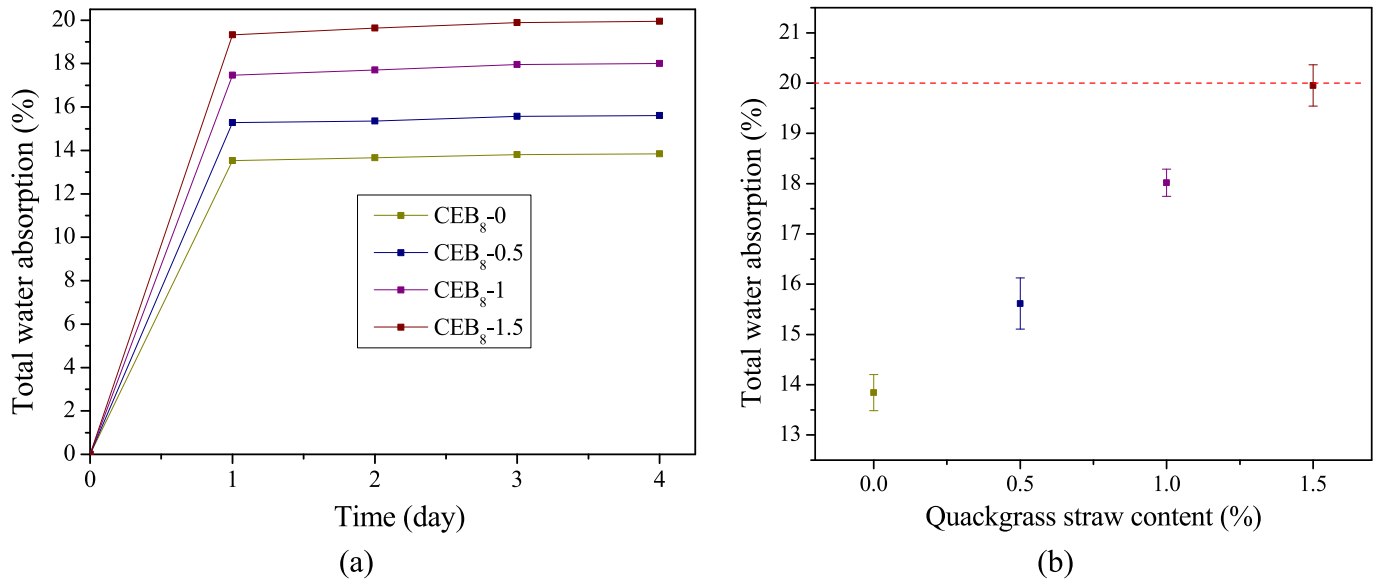 Total water absorption (%)
20
18
16
14
12
10
8
6
4
2
0
CEB₈-0
CEB₈-0.5
CEB₈-1
CEB₈-1.5
0 1 2 3 4
Time (day)
(a)
Total water absorption (%)
21
20
19
18
17
16
15
14
13
0.0 0.5 1.0 1.5
Quackgrass straw content (%)
(b)